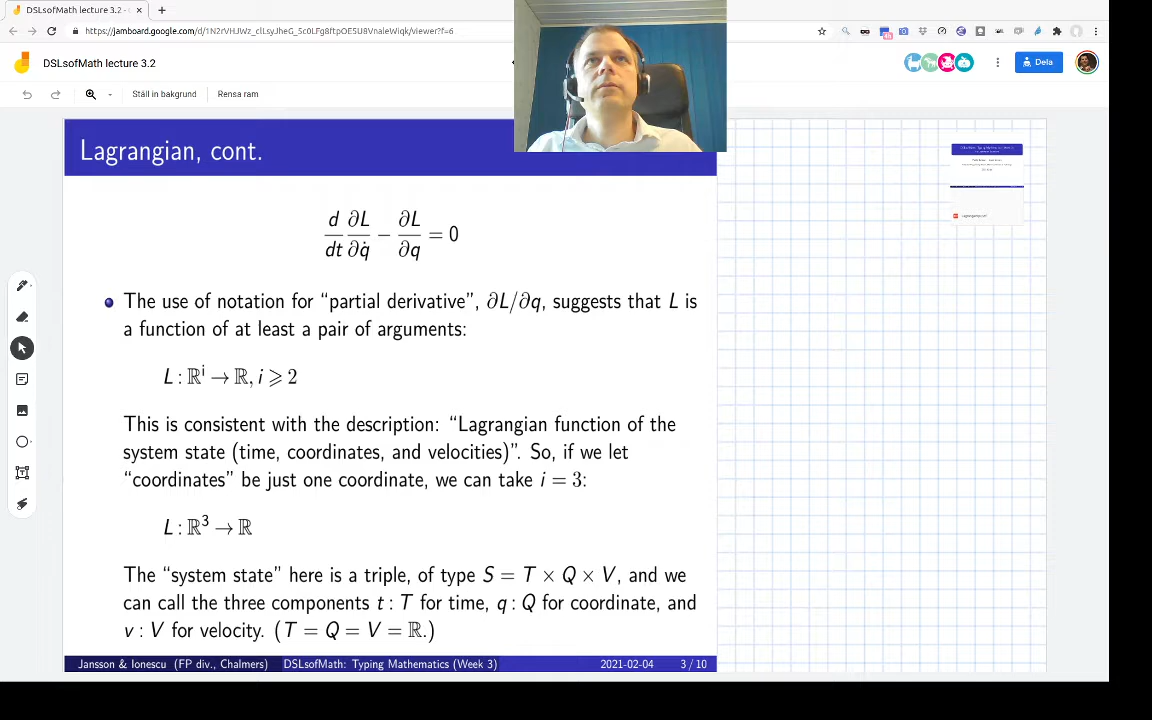 DSLsofMath lecture 3.2 -
https://jamboard.google.com/d/1N2rVHJWz_clLsyJheG_5c0LFg8ftpOE5U8VnaleWiqk/viewer?f=6
DSLsofMath lecture 3.2
Dela
Ställ in bakgrund
Rensa ram
Lagrangian, cont.
d/dt ∂L/∂q̇ − ∂L/∂q = 0
The use of notation for “partial derivative”, ∂L/∂q, suggests that L is
a function of at least a pair of arguments:
L : ℝⁱ → ℝ, i ⩾ 2
This is consistent with the description: “Lagrangian function of the
system state (time, coordinates, and velocities)”. So, if we let
“coordinates” be just one coordinate, we can take i = 3:
L : ℝ³ → ℝ
The “system state” here is a triple, of type S = T × Q × V, and we
can call the three components t : T for time, q : Q for coordinate, and
v : V for velocity. (T = Q = V = ℝ.)
Jansson & Ionescu (FP div., Chalmers)
DSLsofMath: Typing Mathematics (Week 3)
2021-02-04
3 / 10